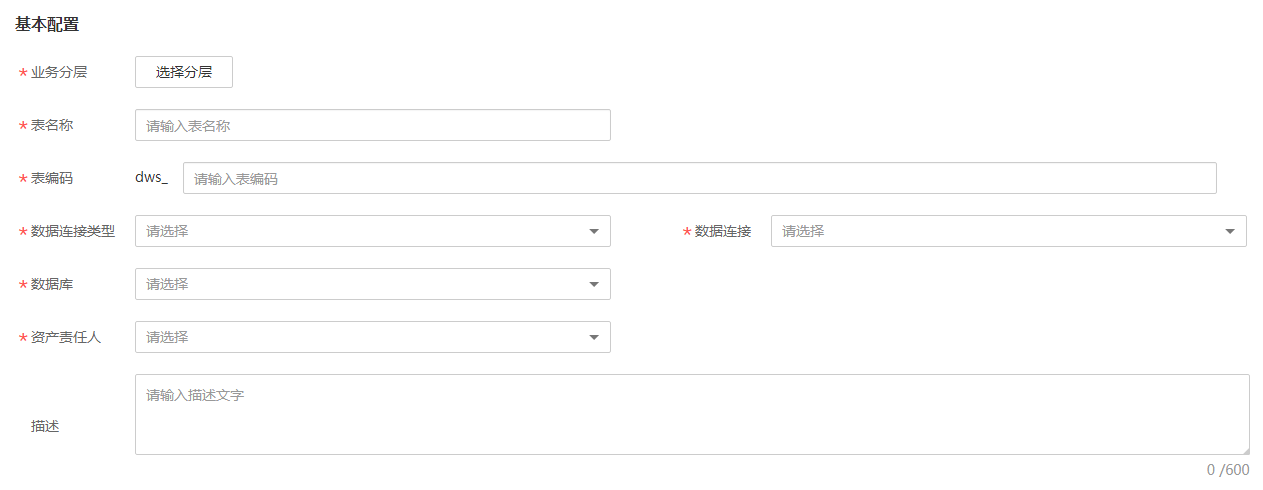 基本配置
* 业务分层 选择分层
* 表名称 请输入表名称
* 表编码 dws_ 请输入表编码
* 数据连接类型 请选择 * 数据连接 请选择
* 数据库 请选择
* 资产责任人 请选择
请输入描述文字
描述
0 /600